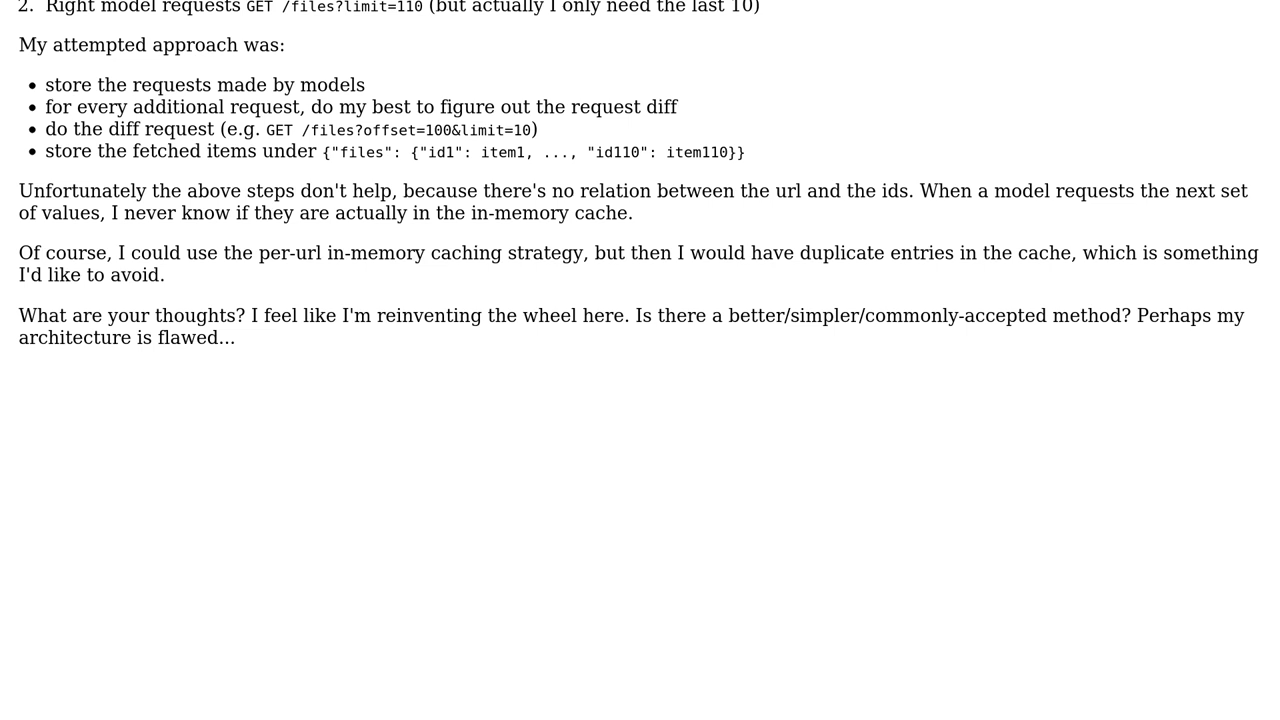 2. Right model requests GET /files?limit=110 (but actually I only need the last 10)
My attempted approach was:
• store the requests made by models
• for every additional request, do my best to figure out the request diff
• do the diff request (e.g. GET /files?offset=100&limit=10)
• store the fetched items under {"files": {"id1": item1, ..., "id110": item110}}
Unfortunately the above steps don't help, because there's no relation between the url and the ids. When a model requests the next set
of values, I never know if they are actually in the in-memory cache.
Of course, I could use the per-url in-memory caching strategy, but then I would have duplicate entries in the cache, which is something
I'd like to avoid.
What are your thoughts? I feel like I'm reinventing the wheel here. Is there a better/simpler/commonly-accepted method? Perhaps my
architecture is flawed...